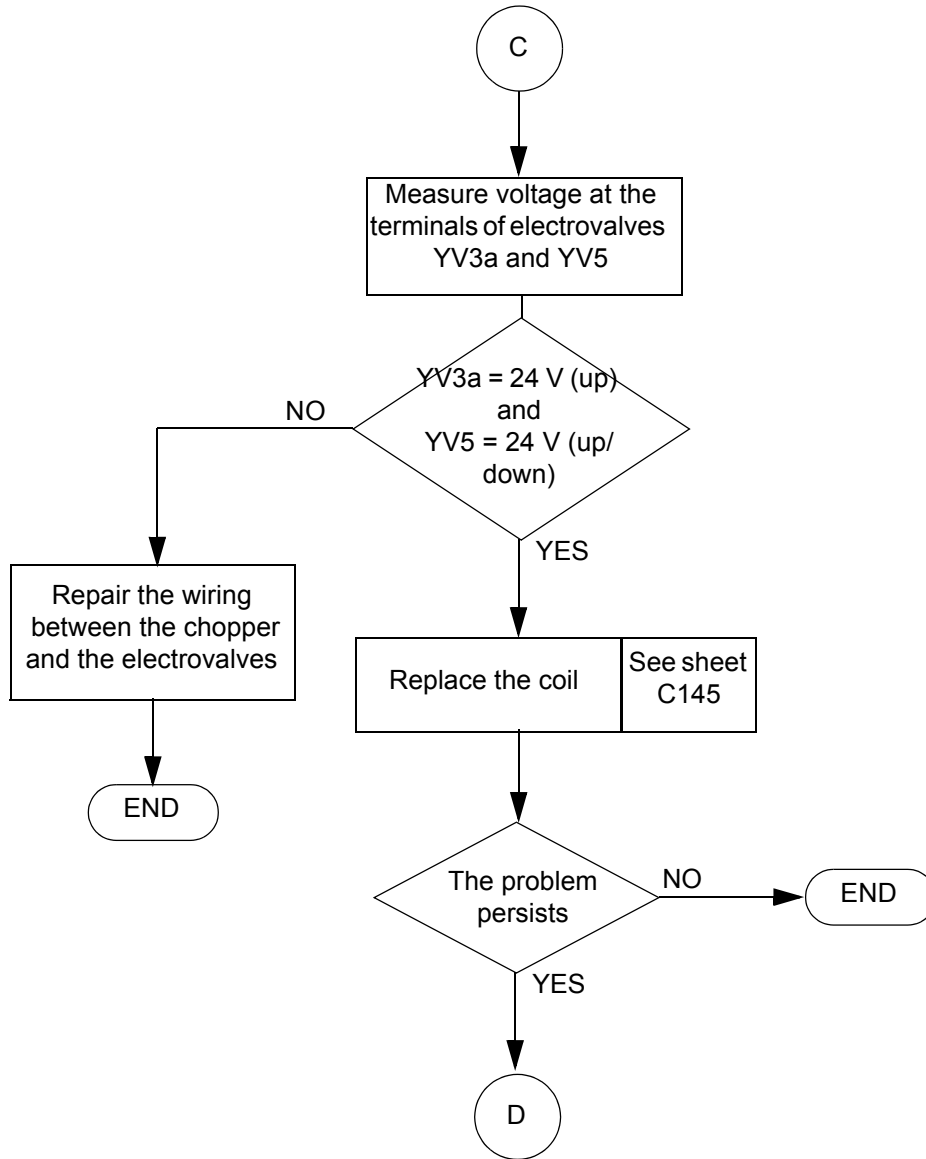 C
Measure voltage at the
terminals of electrovalves
YV3a and YV5
YV3a = 24 V (up)
and
YV5 = 24 V (up/
down)
NO
YES
Repair the wiring
between the chopper
and the electrovalves
END
Replace the coil
See sheet
C145
The problem
persists
NO
END
YES
D